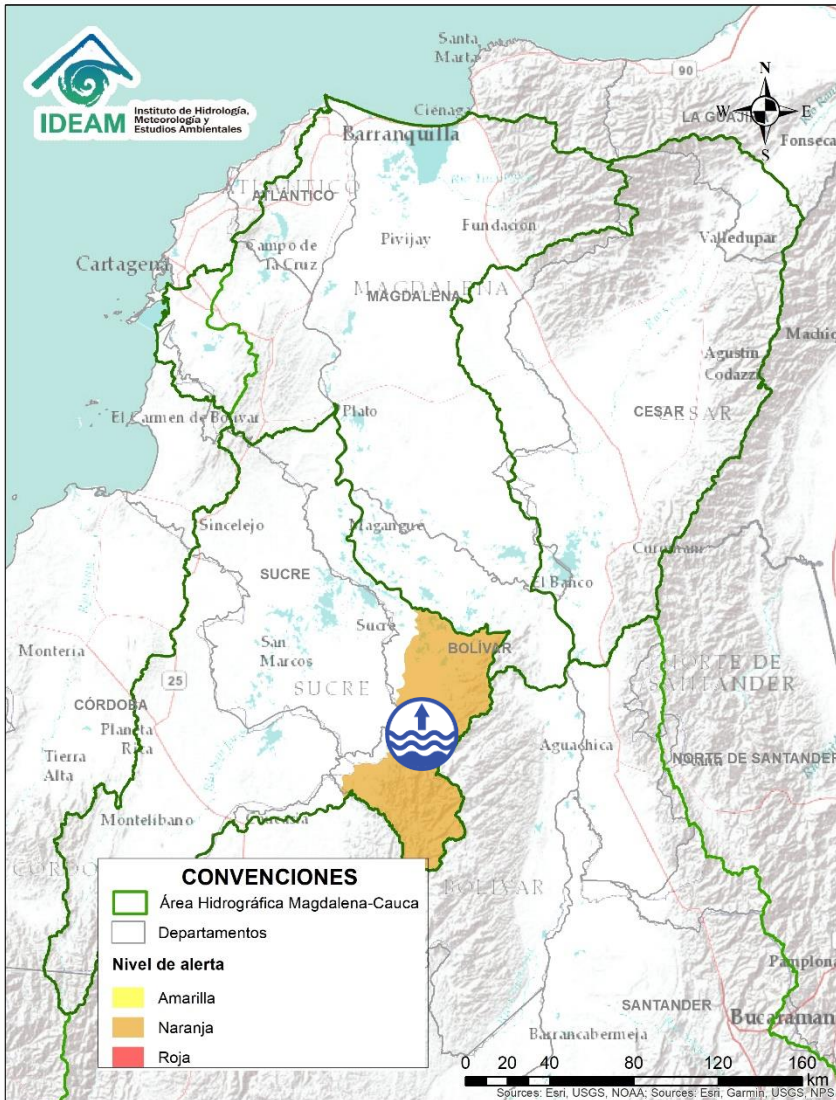 IDEAM
Instituto de Hidrología,
Meteorología y
Estudios Ambientales
Santa
Marta
90
N
W
E
S
Ciénaga
LA GUAJI
Barranquilla
Fonseca
ATLÁNTICO
Fundación
Pivijay
Valledupar
Campo de
la Cruz
Cartagena
MAGDALENA
MAGDALENA
Agustín
Codazzi
El Carmen de Bolívar
Plato
CESAR
CESAR
Sincelejo
Magangué
Curumaní
SUCRE
El Banco
Sucre
Montería
San
Marcos
BOLÍVAR
NORTE DE
SANTANDER
25
SUCRE
CÓRDOBA
Planeta
Rica
Aguachica
Tierra
Alta
NORTE DE SANTANDER
Montelíbano
BOLÍVAR
CONVENCIONES
Área Hidrográfica Magdalena-Cauca
Departamentos
Nivel de alerta
Amarilla
Naranja
Roja
Pamplona
SANTANDER
Bucaraman
Barrancabermeja
0 20 40 80 120 160
km
Sources: Esri, USGS, NOAA; Sources: Esri, Garmin, USGS, NPS